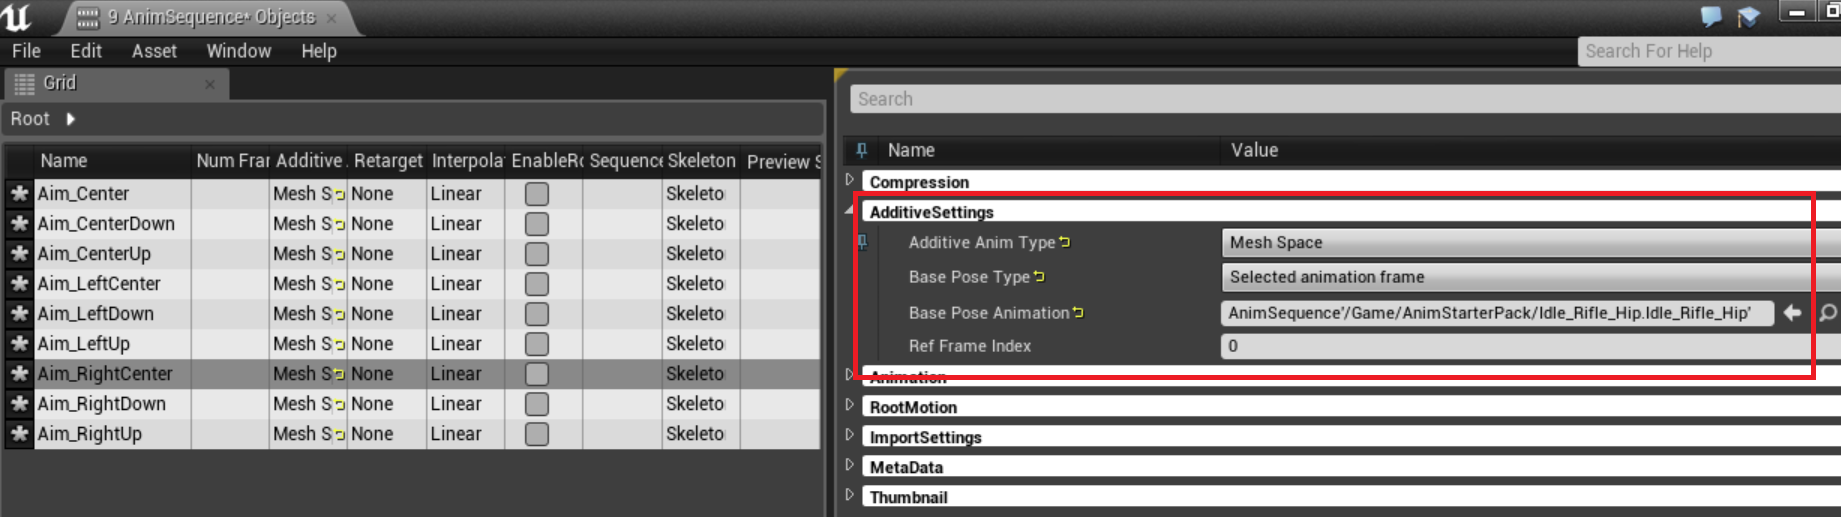 9 AnimSequence* Objects
File Edit Asset Window Help
Search For Help
Grid
Root
Name Num Frar Additive . Retarget Interpola EnableRo Sequence Skeleton Preview S
Aim_Center Mesh S None Linear Skeleto
Aim_CenterDown Mesh S None Linear Skeleto
Aim_CenterUp Mesh S None Linear Skeleto
Aim_LeftCenter Mesh S None Linear Skeleto
Aim_LeftDown Mesh S None Linear Skeleto
Aim_LeftUp Mesh S None Linear Skeleto
Aim_RightCenter Mesh S None Linear Skeleto
Aim_RightDown Mesh S None Linear Skeleto
Aim_RightUp Mesh S None Linear Skeleto
Search
Name Value
Compression
AdditiveSettings
Additive Anim Type Mesh Space
Base Pose Type Selected animation frame
Base Pose Animation AnimSequence'/Game/AnimStarterPack/Idle_Rifle_Hip.Idle_Rifle_Hip'
Ref Frame Index 0
Animation
RootMotion
ImportSettings
MetaData
Thumbnail